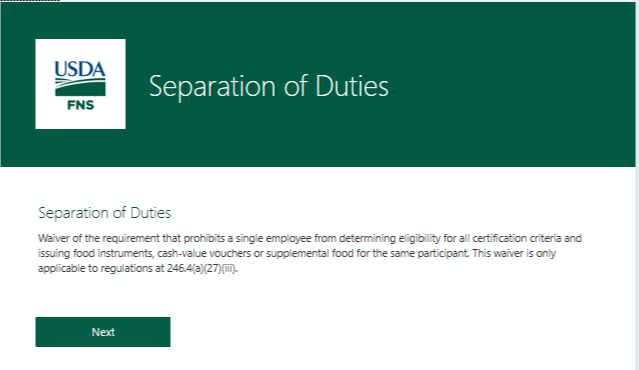 USDA
FNS
Separation of Duties
Separation of Duties
Waiver of the requirement that prohibits a single employee from determining eligibility for all certification criteria and
issuing food instruments, cash-value vouchers or supplemental food for the same participant. This waiver is only
applicable to regulations at 246.4(a)(27)(iii).
Next